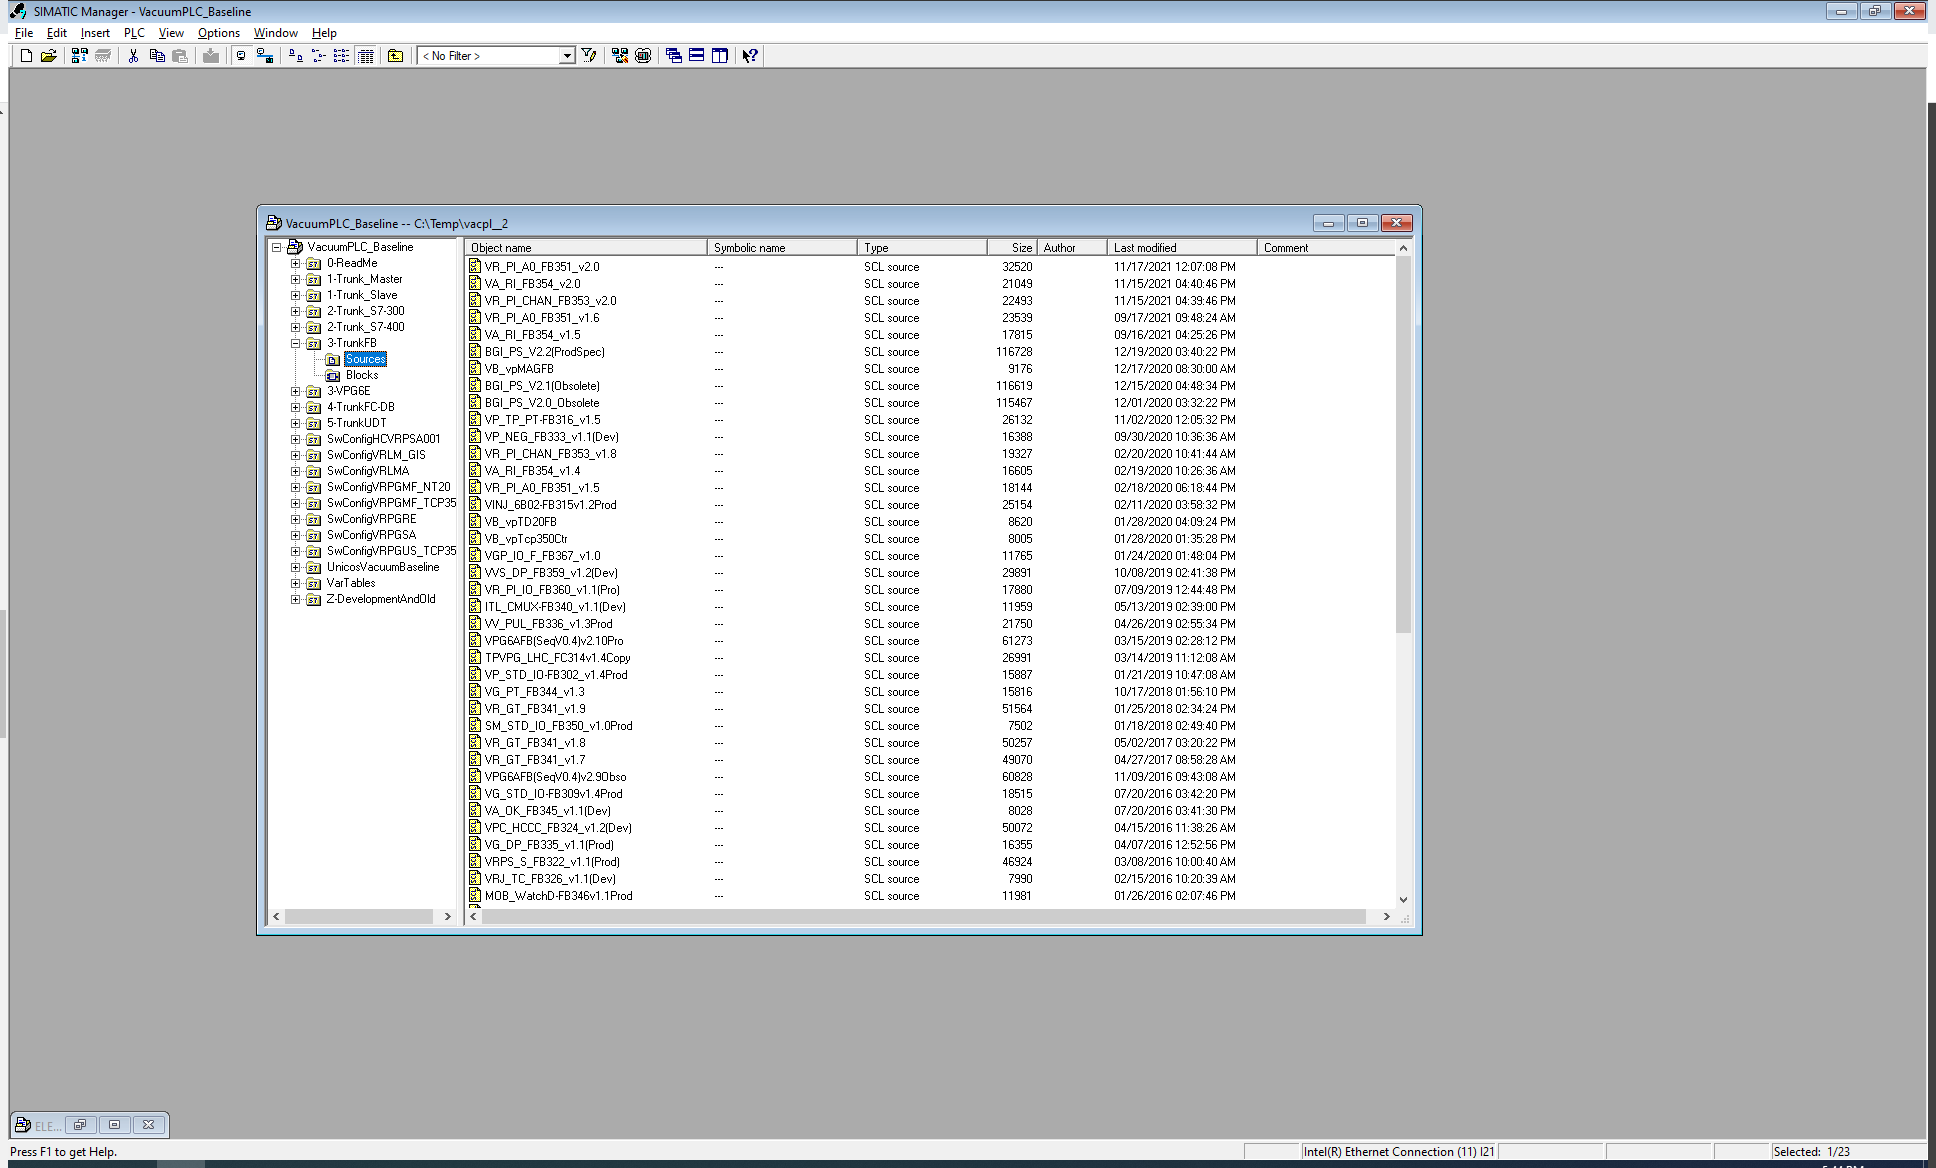 SIMATIC Manager - VacuumPLC_Baseline
File Edit Insert PLC View Options Window Help
< No Filter >
VacuumPLC_Baseline -- C:\Temp\vacpl__2
VacuumPLC_Baseline
0-ReadMe
1-Trunk_Master
1-Trunk_Slave
2-Trunk_S7-300
2-Trunk_S7-400
3-TrunkFB
Sources
Blocks
3-VPG6E
4-TrunkFC-DB
5-TrunkUDT
SwConfigHCVRPSA001
SwConfigVRLM_GIS
SwConfigVRLMA
SwConfigVRPGMF_NT20
SwConfigVRPGMF_TCP35
SwConfigVRPGRE
SwConfigVRPGSA
SwConfigVRPGUS_TCP35
UnicosVacuumBaseline
VarTables
Z-DevelopmentAndOld
Object name Symbolic name Type Size Author Last modified Comment
VR_PI_A0_FB351_v2.0 --- SCL source 32520 11/17/2021 12:07:08 PM
VA_RI_FB354_v2.0 --- SCL source 21049 11/15/2021 04:40:46 PM
VR_PI_CHAN_FB353_v2.0 --- SCL source 22493 11/15/2021 04:39:46 PM
VR_PI_A0_FB351_v1.6 --- SCL source 23539 09/17/2021 09:48:24 AM
VA_RI_FB354_v1.5 --- SCL source 17815 09/16/2021 04:25:26 PM
BGI_PS_V2.2(ProdSpec) --- SCL source 116728 12/19/2020 03:40:22 PM
VB_vpMAGFB --- SCL source 9176 12/17/2020 08:30:00 AM
BGI_PS_V2.1(Obsolete) --- SCL source 116619 12/15/2020 04:48:34 PM
BGI_PS_V2.0_Obsolete --- SCL source 115467 12/01/2020 03:32:22 PM
VP_TP_PT-FB316_v1.5 --- SCL source 26132 11/02/2020 12:05:32 PM
VP_NEG_FB333_v1.1(Dev) --- SCL source 16388 09/30/2020 10:36:36 AM
VR_PI_CHAN_FB353_v1.8 --- SCL source 19327 02/20/2020 10:41:44 AM
VA_RI_FB354_v1.4 --- SCL source 16605 02/19/2020 10:26:36 AM
VR_PI_A0_FB351_v1.5 --- SCL source 18144 02/18/2020 06:18:44 PM
VINJ_6B02-FB315v1.2Prod --- SCL source 25154 02/11/2020 03:58:32 PM
VB_vpTD20FB --- SCL source 8620 01/28/2020 04:09:24 PM
VB_vpTcp350Ctr --- SCL source 8005 01/28/2020 01:35:28 PM
VGP_IO_F_FB367_v1.0 --- SCL source 11765 01/24/2020 01:48:04 PM
VVS_DP_FB359_v1.2(Dev) --- SCL source 29891 10/08/2019 02:41:38 PM
VR_PI_IO_FB360_v1.1(Pro) --- SCL source 17880 07/09/2019 12:44:48 PM
ITL_CMUX-FB340_v1.1(Dev) --- SCL source 11959 05/13/2019 02:39:00 PM
VV_PUL_FB336_v1.3Prod --- SCL source 21750 04/26/2019 02:55:34 PM
VPG6AFB(SeqV0.4)v2.10Pro --- SCL source 61273 03/15/2019 02:28:12 PM
TPVPG_LHC_FC314v1.4Copy --- SCL source 26991 03/14/2019 11:12:08 AM
VP_STD_IO-FB302_v1.4Prod --- SCL source 15887 01/21/2019 10:47:08 AM
VG_PT_FB344_v1.3 --- SCL source 15816 10/17/2018 01:56:10 PM
VR_GT_FB341_v1.9 --- SCL source 51564 01/25/2018 02:34:24 PM
SM_STD_IO_FB350_v1.0Prod --- SCL source 7502 01/18/2018 02:49:40 PM
VR_GT_FB341_v1.8 --- SCL source 50257 05/02/2017 03:20:22 PM
VR_GT_FB341_v1.7 --- SCL source 49070 04/27/2017 08:58:28 AM
VPG6AFB(SeqV0.4)v2.9Obso --- SCL source 60828 11/09/2016 09:43:08 AM
VG_STD_IO-FB309v1.4Prod --- SCL source 18515 07/20/2016 03:42:20 PM
VA_OK_FB345_v1.1(Dev) --- SCL source 8028 07/20/2016 03:41:30 PM
VPC_HCCC_FB324_v1.2(Dev) --- SCL source 50072 04/15/2016 11:38:26 AM
VG_DP_FB335_v1.1(Prod) --- SCL source 16355 04/07/2016 12:52:56 PM
VRPS_S_FB322_v1.1(Prod) --- SCL source 46924 03/08/2016 10:00:40 AM
VRJ_TC_FB326_v1.1(Dev) --- SCL source 7990 02/15/2016 10:20:39 AM
MOB_WatchD-FB346v1.1Prod --- SCL source 11981 01/26/2016 02:07:46 PM
ELE...
Press F1 to get Help.
Intel(R) Ethernet Connection (11) I21
Selected: 1/23